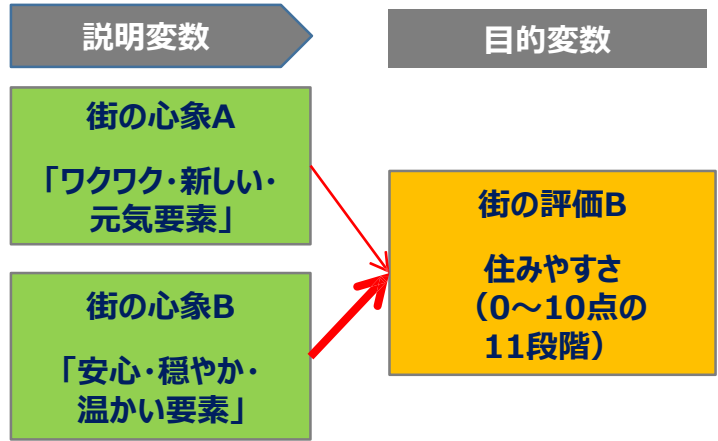 説明変数
目的変数
街の心象A
「ワクワク・新しい・
元気要素」
街の心象B
「安心・穏やか・
温かい要素」
街の評価B
住みやすさ
（0～10点の
11段階）